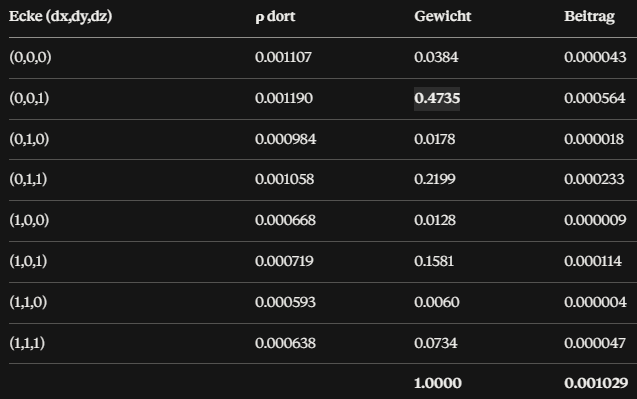 Ecke (dx,dy,dz) ρ dort Gewicht Beitrag
(0,0,0) 0.001107 0.0384 0.000043
(0,0,1) 0.001190 0.4735 0.000564
(0,1,0) 0.000984 0.0178 0.000018
(0,1,1) 0.001058 0.2199 0.000233
(1,0,0) 0.000668 0.0128 0.000009
(1,0,1) 0.000719 0.1581 0.000114
(1,1,0) 0.000593 0.0060 0.000004
(1,1,1) 0.000638 0.0734 0.000047
1.0000 0.001029